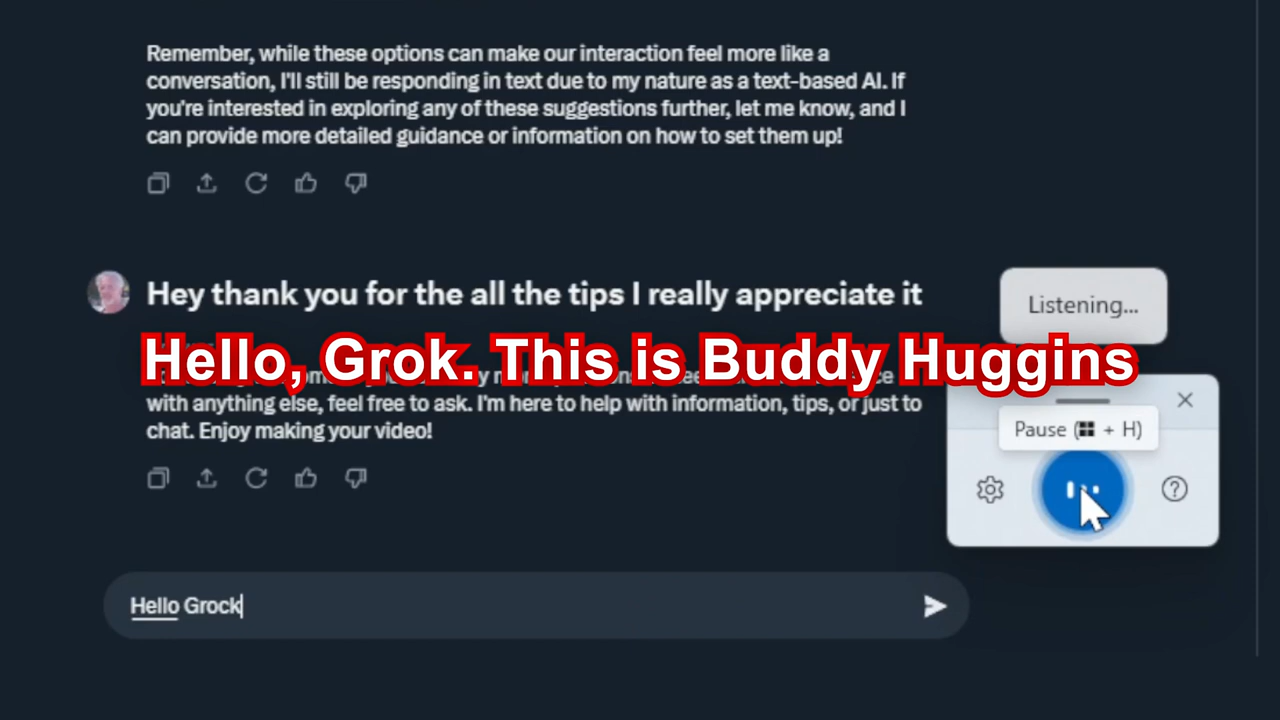 Remember, while these options can make our interaction feel more like a
conversation, I'll still be responding in text due to my nature as a text-based AI. If
you're interested in exploring any of these suggestions further, let me know, and I
can provide more detailed guidance or information on how to set them up!
Hey thank you for the all the tips I really appreciate it
Listening...
Hello, Grok. This is Buddy Huggins
with anything else, feel free to ask. I'm here to help with information, tips, or just to
chat. Enjoy making your video!
Pause ( + H)
Hello Grock